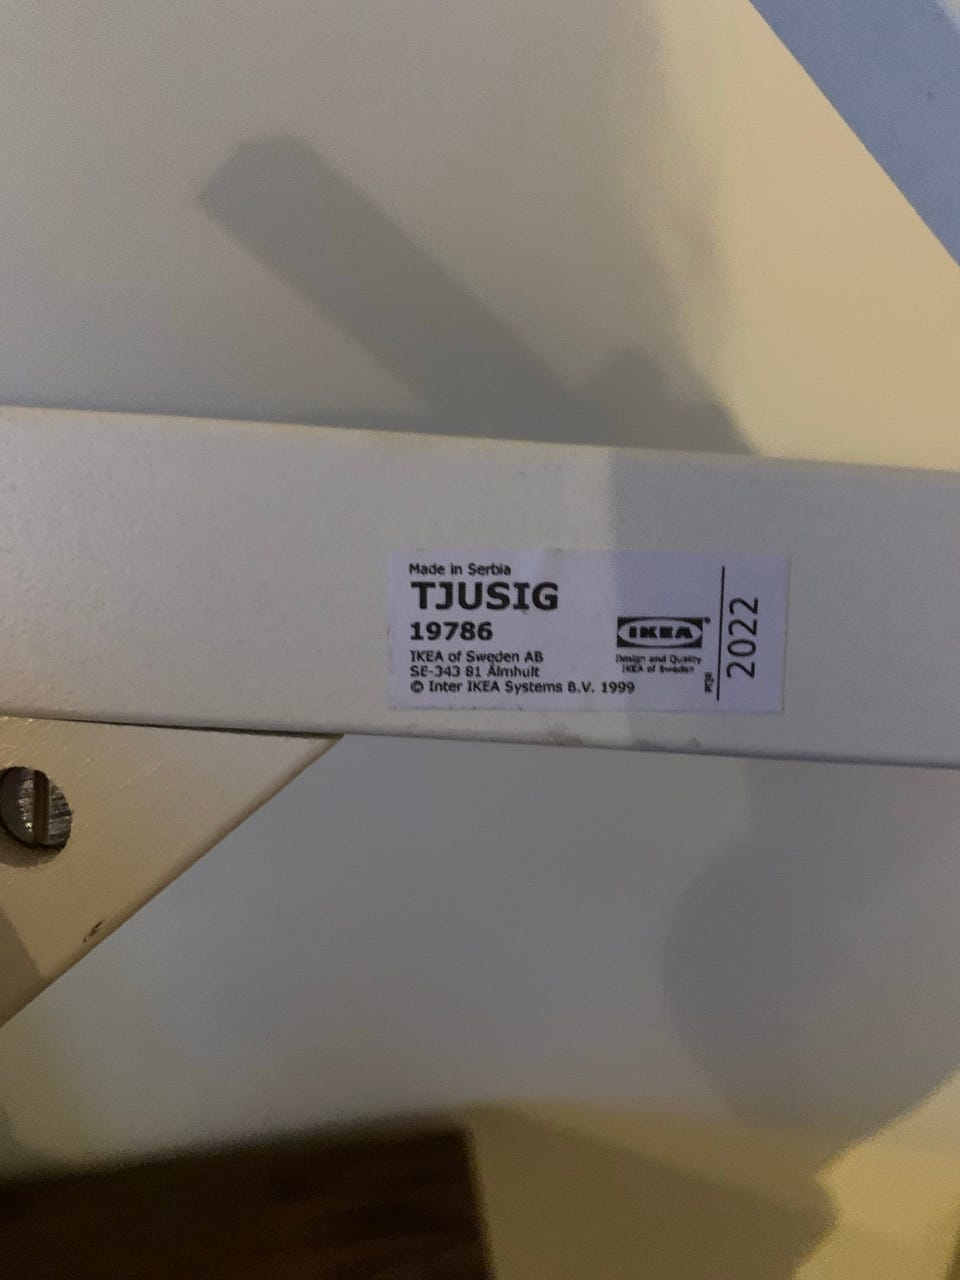 Made in Serbia
TJUSIG
19786
IKEA of Sweden AB
SE-343 81 Älmhult
© Inter IKEA Systems B.V. 1999
IKEA®
Design and Quality
IKEA of Sweden
2022